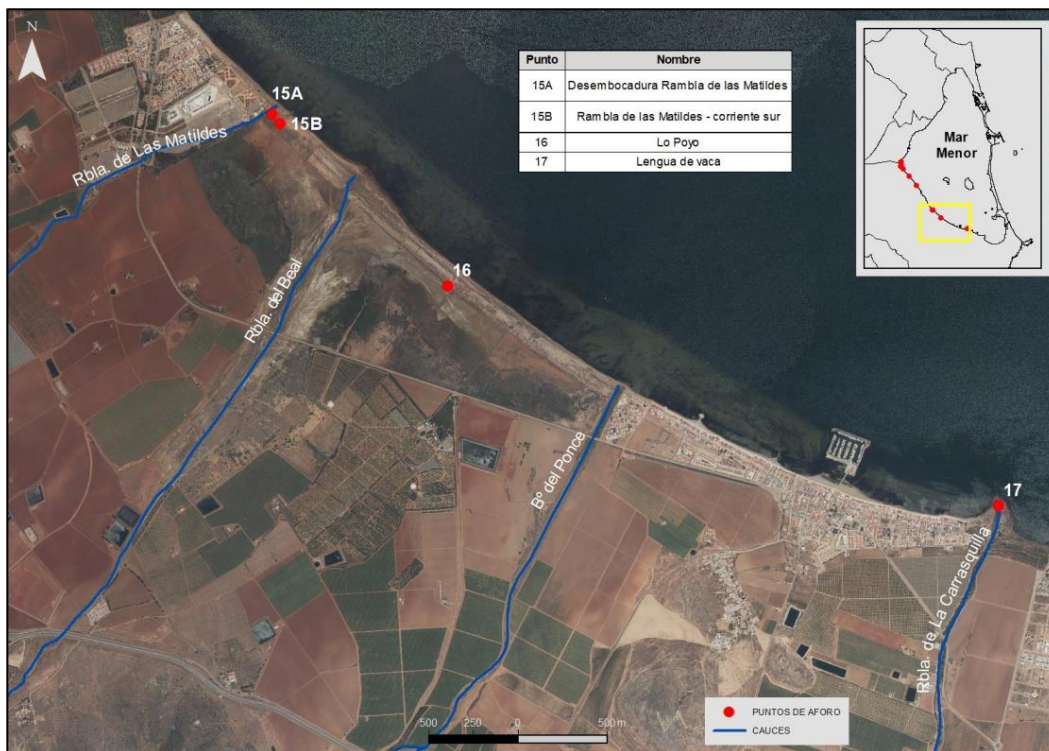 N
Punto Nombre
15A Desembocadura Rambla de las Matildes
15B Rambla de las Matildes - corriente sur
16 Lo Poyo
17 Lengua de vaca
Mar
Menor
15A
15B
Rbla. de Las Matildes
16
Rbla. del Beal
Bº del Ponce
17
Rbla. de La Carrasquilla
PUNTOS DE AFORO
CAUCES
500 250 0 500 m